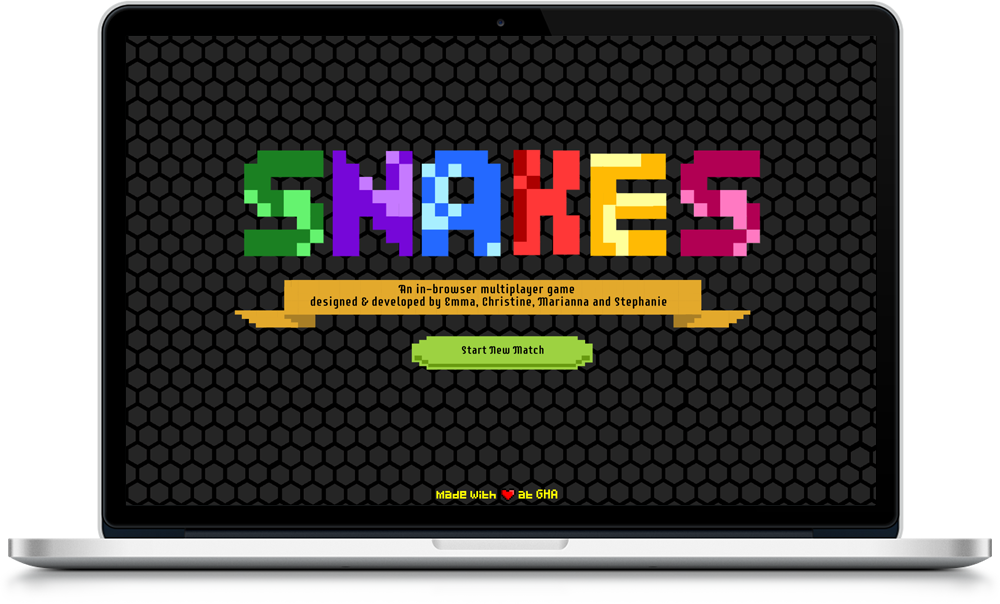 SNAKES
An in-browser multiplayer game
designed & developed by Emma, Christine, Marianna and Stephanie
Start New Match
Made with ❤ at GHA